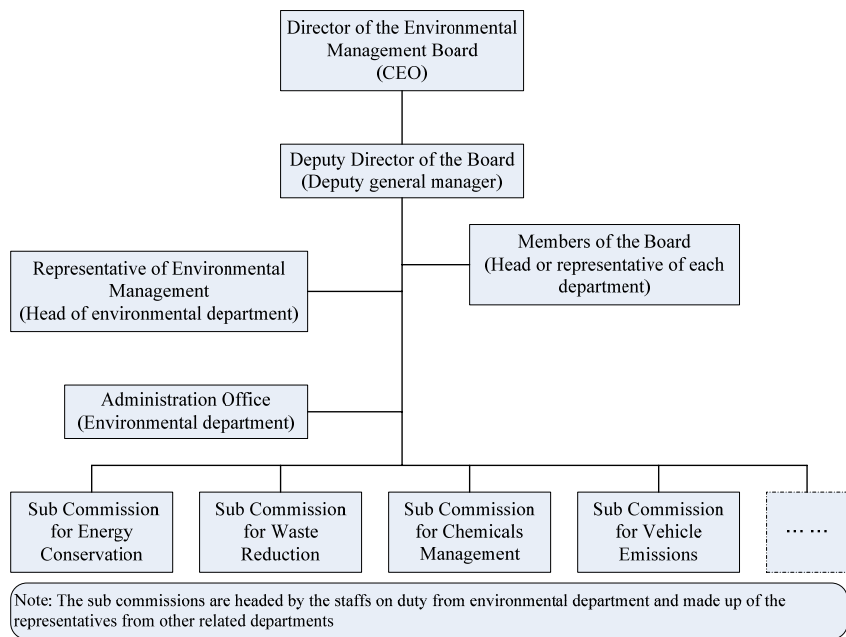 Director of the Environmental
Management Board
(CEO)
Deputy Director of the Board
(Deputy general manager)
Members of the Board
(Head or representative of each
department)
Representative of Environmental
Management
(Head of environmental department)
Administration Office
(Environmental department)
Sub Commission
for Energy
Conservation
Sub Commission
for Waste
Reduction
Sub Commission
for Chemicals
Management
Sub Commission
for Vehicle
Emissions
... ...
Note: The sub commissions are headed by the staffs on duty from environmental department and made up of the
representatives from other related departments